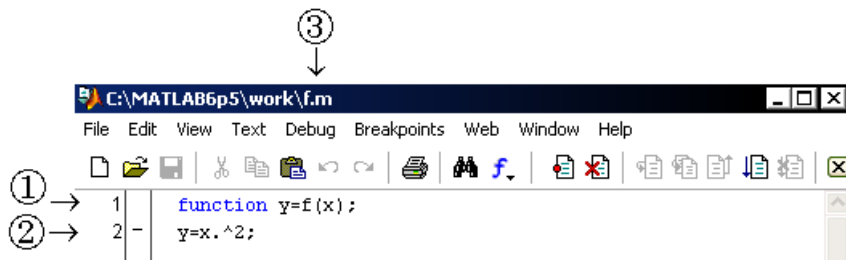 ③
C:\MATLAB6p5\work\f.m
File Edit View Text Debug Breakpoints Web Window Help
① 1 function y=f(x);
② 2 - y=x.^2;